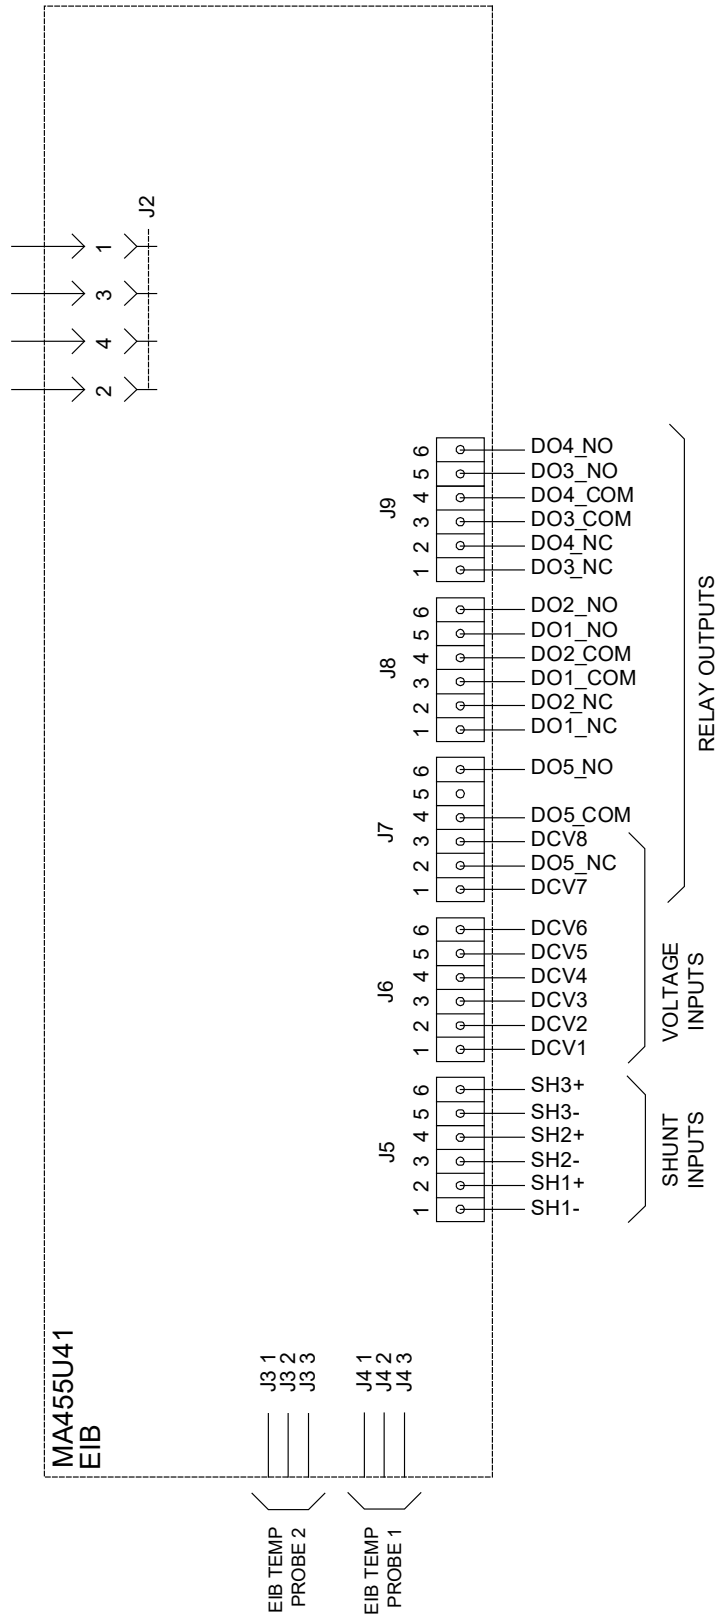 J2
1
3
4
2
J9
6 DO4_NO
5 DO3_NO
4 DO4_COM
3 DO3_COM
2 DO4_NC
1 DO3_NC
J8
6 DO2_NO
5 DO1_NO
4 DO2_COM
3 DO1_COM
2 DO2_NC
1 DO1_NC
RELAY OUTPUTS
J7
6 DO5_NO
5
4 DO5_COM
3 DCV8
2 DO5_NC
1 DCV7
J6
6 DCV6
5 DCV5
4 DCV4
3 DCV3
2 DCV2
1 DCV1
VOLTAGE
INPUTS
J5
6 SH3+
5 SH3-
4 SH2+
3 SH2-
2 SH1+
1 SH1-
SHUNT
INPUTS
MA455U41
EIB
J3 1
J3 2
J3 3
J4 1
J4 2
J4 3
EIB TEMP
PROBE 2
EIB TEMP
PROBE 1